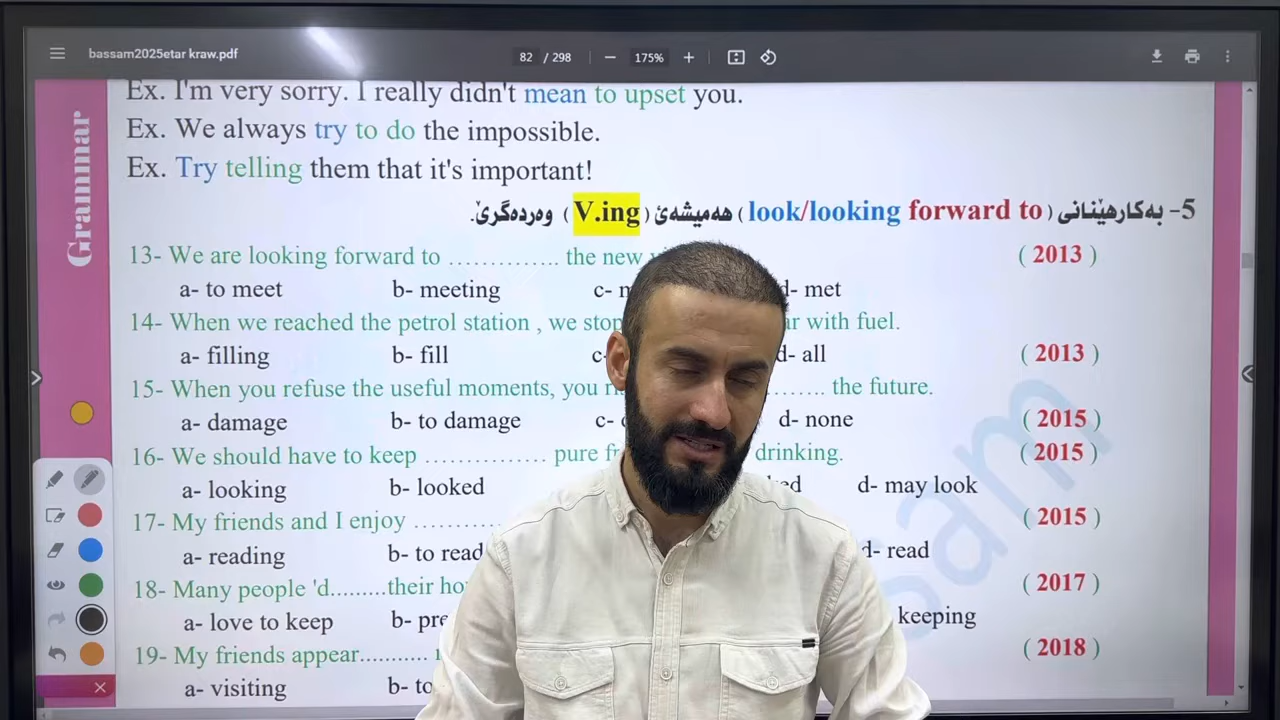 bassam2025etar kraw.pdf
82 / 298
175%
Grammar
Ex. I'm very sorry. I really didn't mean to upset you.
Ex. We always try to do the impossible.
Ex. Try telling them that it's important!
5- بەکارهێنانی (look/looking forward to) هەمیشەی (V.ing) وەردەگرێ.
13- We are looking forward to .............. the new
( 2013 )
a- to meet b- meeting d- met
14- When we reached the petrol station , we with fuel.
a- filling b- fill d- all ( 2013 )
15- When you refuse the useful moments, you the future.
a- damage b- to damage d- none ( 2015 )
16- We should have to keep ............... pure drinking. ( 2015 )
a- looking b- looked d- may look
17- My friends and I enjoy ( 2015 )
a- reading b- to read d- read
18- Many people 'd.........their ( 2017 )
a- love to keep keeping
19- My friends appear.......... ( 2018 )
a- visiting b- to